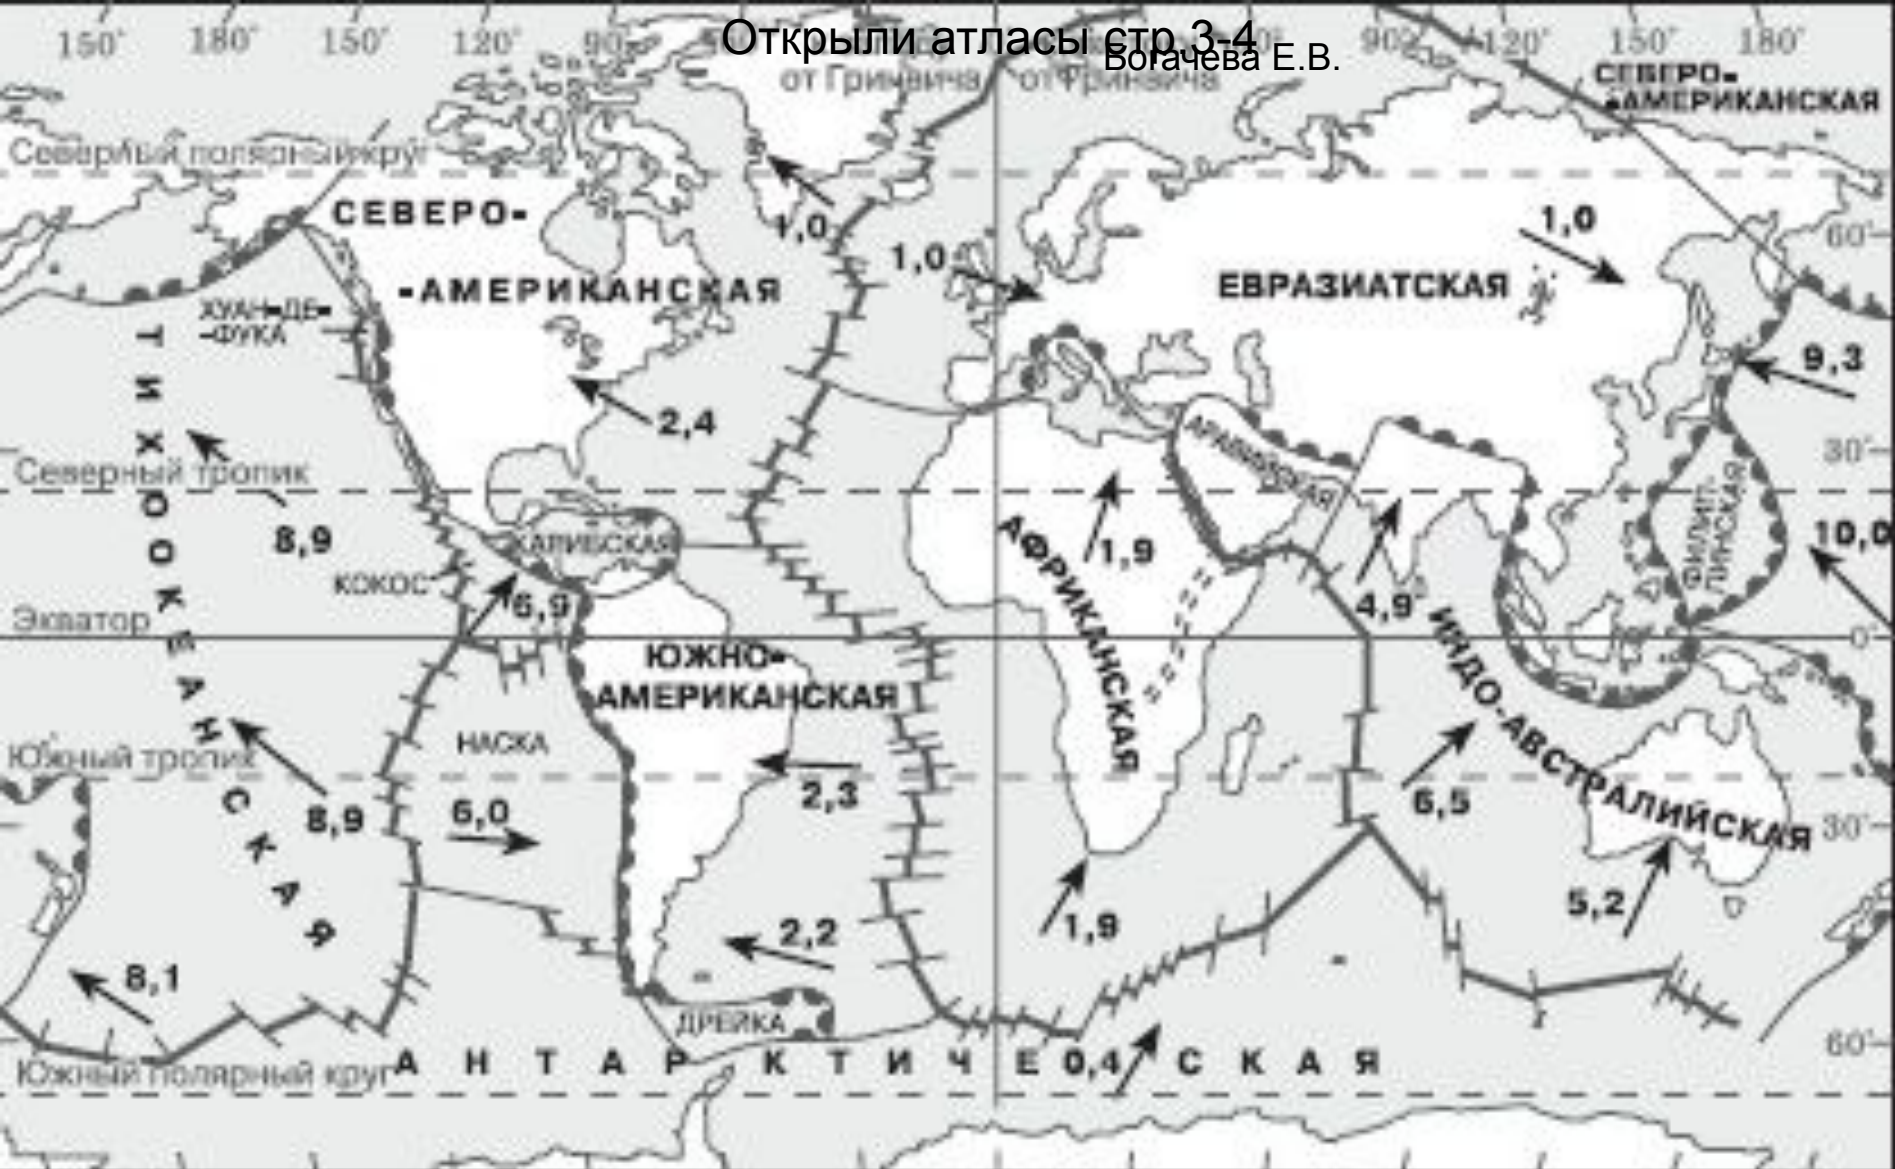 Открыли атласы стр.3-4
Богачева Е.В.
150° 180° 150° 120° 90° 90° 120° 150° 180°
от Гринвича
от Гринвича
СЕВЕРО-
-АМЕРИКАНСКАЯ
Северный полярный круг
СЕВЕРО-
-АМЕРИКАНСКАЯ
1,0
1,0
1,0
60°
ЕВРАЗИАТСКАЯ
ХУАН-ДЕ-
-ФУКА
9,3
2,4
АРАВИЙСКАЯ
30°
Северный тропик
ФИЛИП-
ПИНСКАЯ
8,9
КАРИБСКАЯ
1,9
10,0
КОКОС
6,9
4,9
АФРИКАНСКАЯ
Экватор
0°
ТИХООКЕАНСКАЯ
ЮЖНО-
АМЕРИКАНСКАЯ
ИНДО-АВСТРАЛИЙСКАЯ
НАСКА
Южный тропик
8,9
6,0
2,3
6,5
30°
5,2
2,2
1,9
8,1
ДРЕЙКА
60°
АНТАРКТИЧЕСКАЯ
0,4
Южный полярный круг